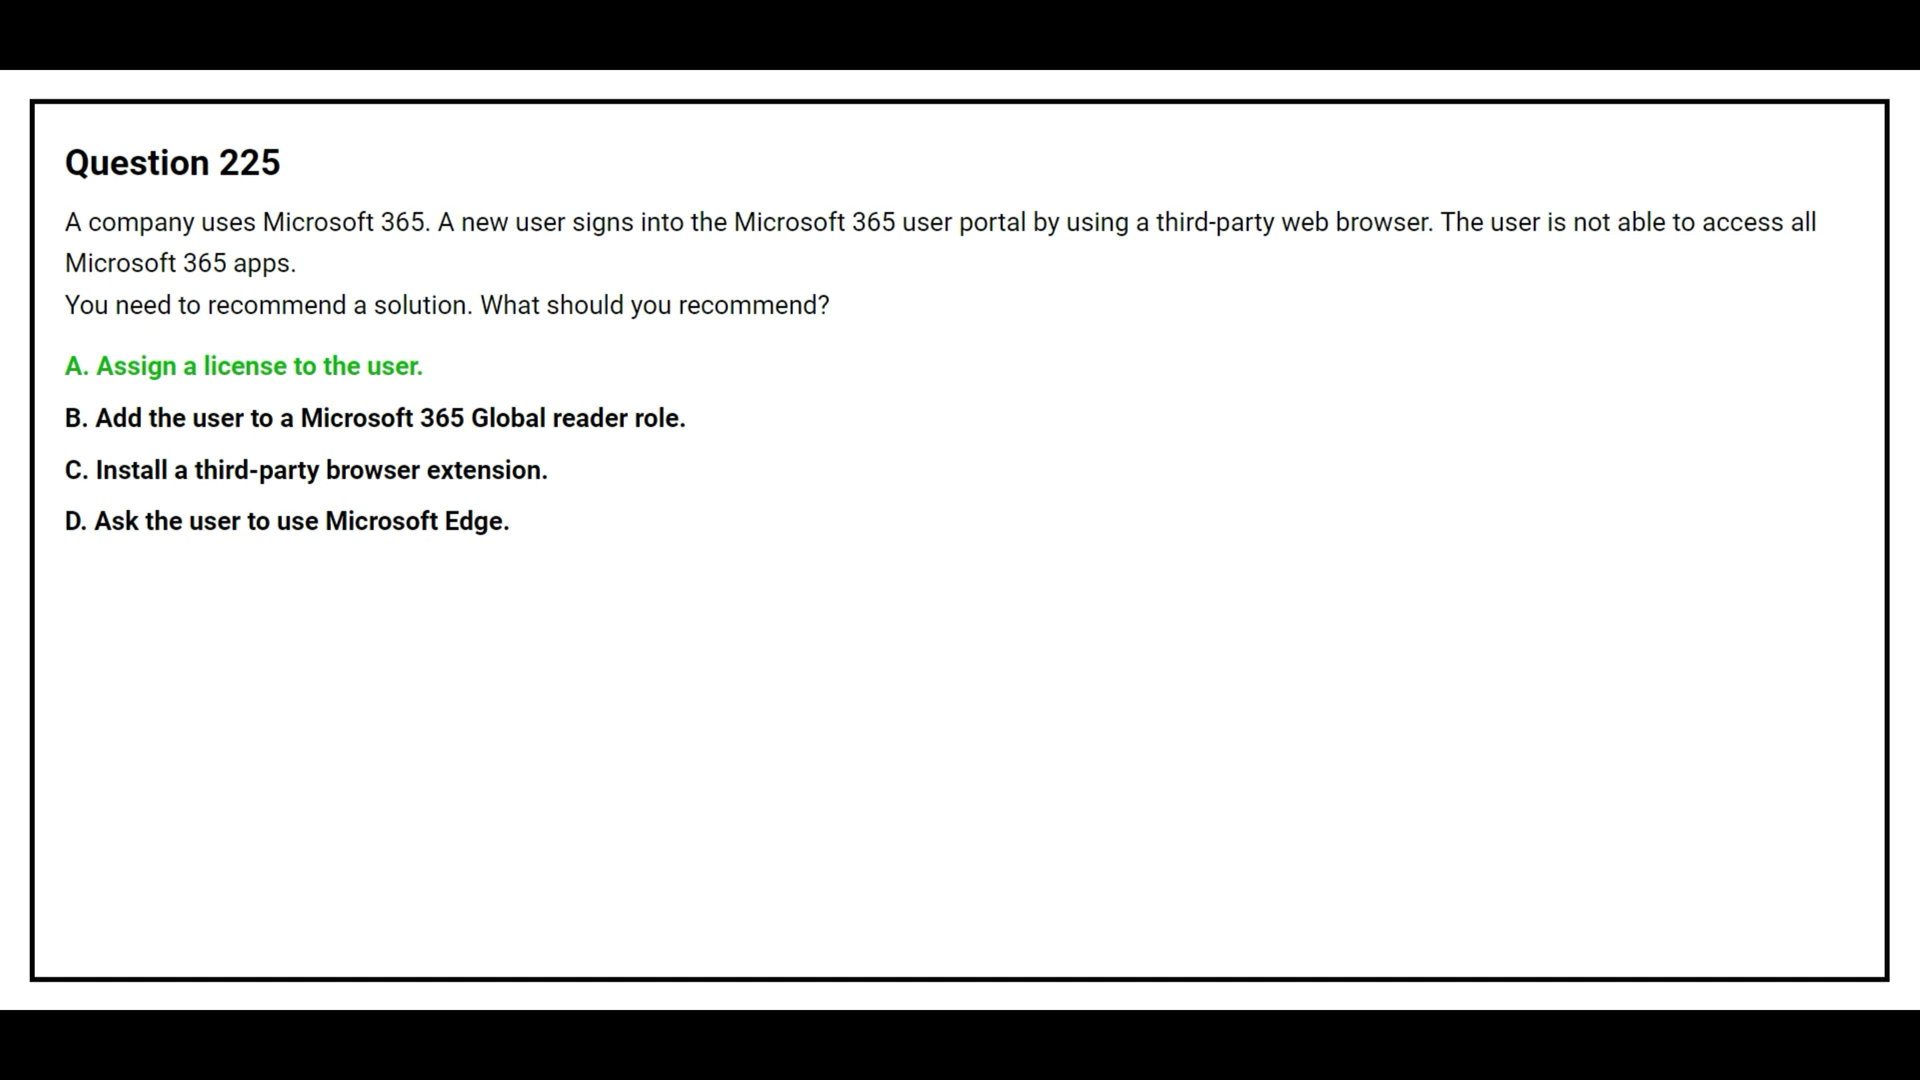 Question 225
A company uses Microsoft 365. A new user signs into the Microsoft 365 user portal by using a third-party web browser. The user is not able to access all
Microsoft 365 apps.
You need to recommend a solution. What should you recommend?
A. Assign a license to the user.
B. Add the user to a Microsoft 365 Global reader role.
C. Install a third-party browser extension.
D. Ask the user to use Microsoft Edge.